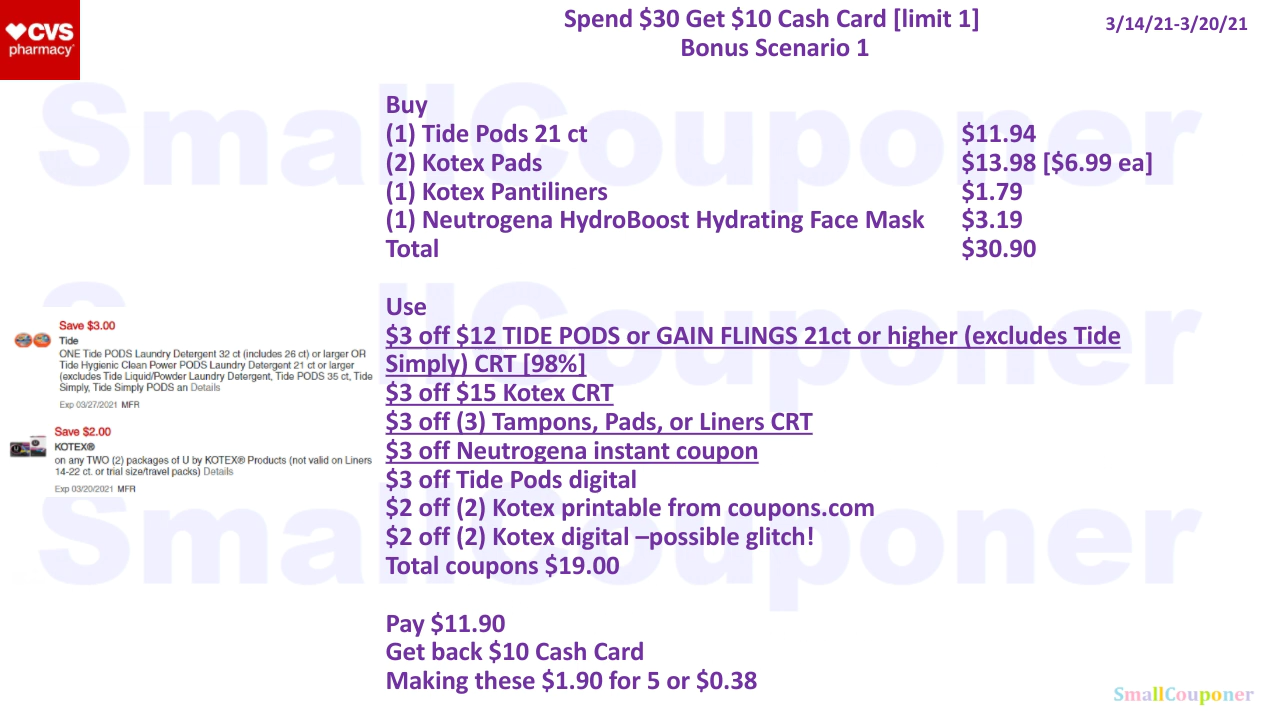 CVS
pharmacy
Spend $30 Get $10 Cash Card [limit 1]
Bonus Scenario 1
3/14/21-3/20/21
Buy
(1) Tide Pods 21 ct $11.94
(2) Kotex Pads $13.98 [$6.99 ea]
(1) Kotex Pantiliners $1.79
(1) Neutrogena HydroBoost Hydrating Face Mask $3.19
Total $30.90
Use
$3 off $12 TIDE PODS or GAIN FLINGS 21ct or higher (excludes Tide
Simply) CRT [98%]
$3 off $15 Kotex CRT
$3 off (3) Tampons, Pads, or Liners CRT
$3 off Neutrogena instant coupon
$3 off Tide Pods digital
$2 off (2) Kotex printable from coupons.com
$2 off (2) Kotex digital –possible glitch!
Total coupons $19.00
Pay $11.90
Get back $10 Cash Card
Making these $1.90 for 5 or $0.38
Save $3.00
Tide
ONE Tide PODS Laundry Detergent 32 ct (includes 26 ct) or larger OR
Tide Hygienic Clean Power PODS Laundry Detergent 21 ct or larger
(excludes Tide Liquid/Powder Laundry Detergent, Tide PODS 35 ct, Tide
Simply, Tide Simply PODS an Details
Exp 03/27/2021 MFR
Save $2.00
KOTEX®
on any TWO (2) packages of U by KOTEX® Products (not valid on Liners
14-22 ct. or trial size/travel packs) Details
Exp 03/20/2021 MFR
SmallCouponer
SmallCouponer
SmallCouponer
SmallCouponer